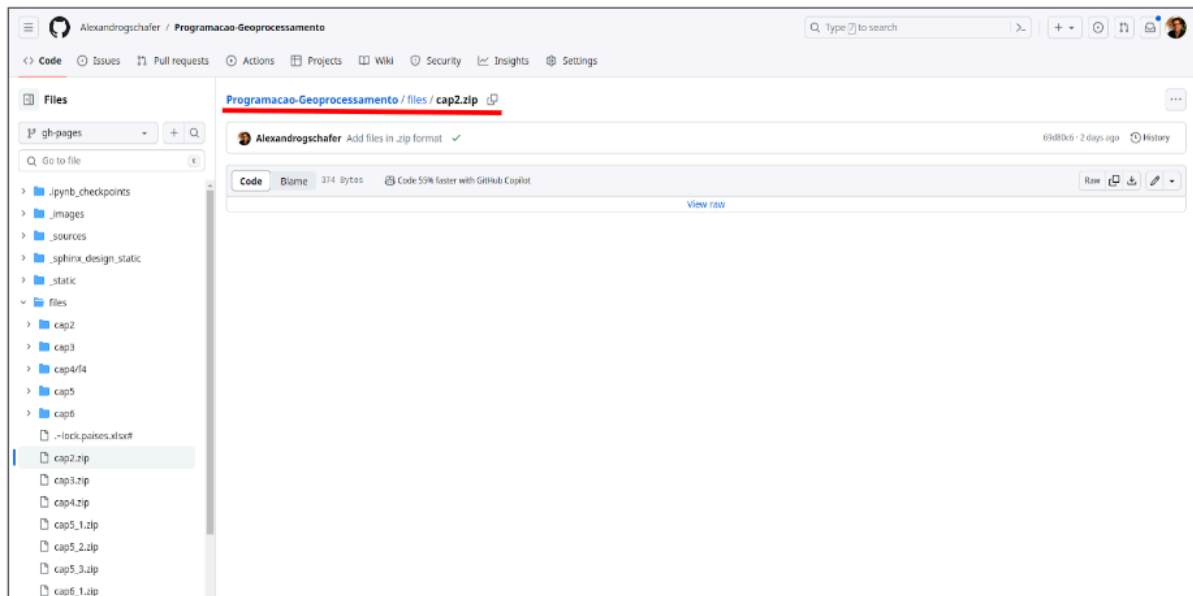 Alexandrogschafer / Programacao-Geoprocessamento
Type / to search
Code Issues Pull requests Actions Projects Wiki Security Insights Settings
Files
gh-pages
Go to file
t
.ipynb_checkpoints
_images
_sources
_sphinx_design_static
_static
files
cap2
cap3
cap4/f4
cap5
cap6
.~lock.paises.xlsx#
cap2.zip
cap3.zip
cap4.zip
cap5_1.zip
cap5_2.zip
cap5_3.zip
cap6_1.zip
Programacao-Geoprocessamento / files / cap2.zip
Alexandrogschafer Add files in .zip format
69d80c6 · 2 days ago History
Code Blame 374 Bytes Code 55% faster with GitHub Copilot
Raw
View raw